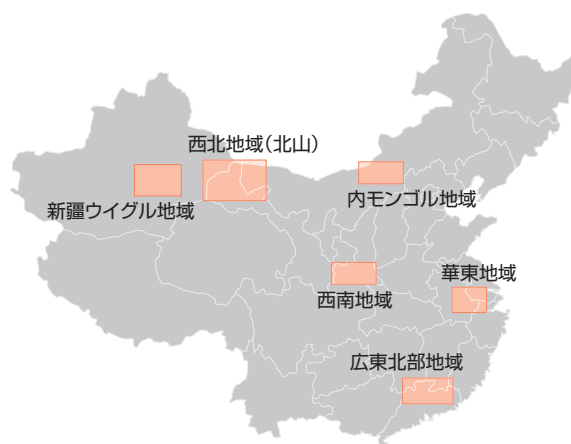 西北地域(北山)
新疆ウイグル地域
内モンゴル地域
華東地域
西南地域
広東北部地域